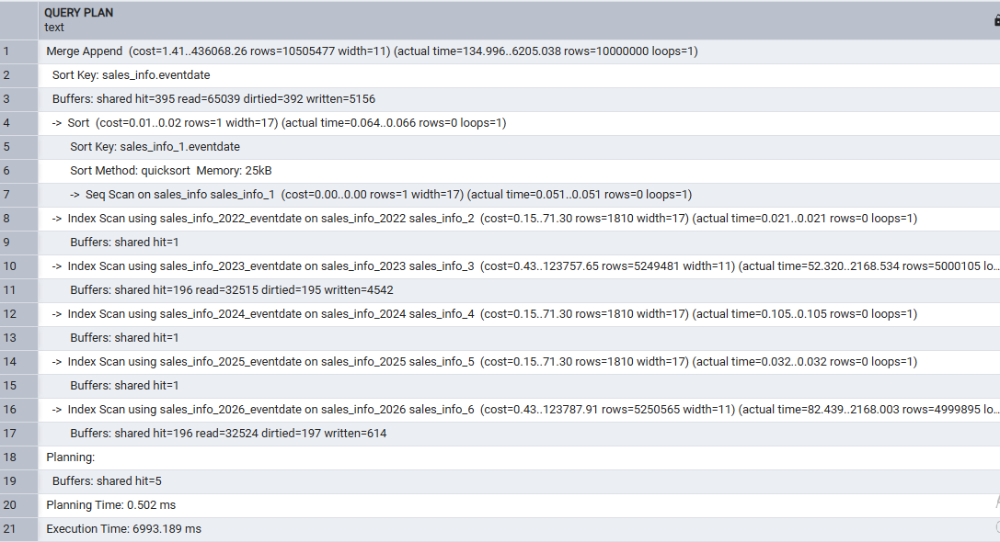 QUERY PLAN
text
1 Merge Append (cost=1.41..436068.26 rows=10505477 width=11) (actual time=134.996..6205.038 rows=10000000 loops=1)
2 Sort Key: sales_info.eventdate
3 Buffers: shared hit=395 read=65039 dirtied=392 written=5156
4 -> Sort (cost=0.01..0.02 rows=1 width=17) (actual time=0.064..0.066 rows=0 loops=1)
5 Sort Key: sales_info_1.eventdate
6 Sort Method: quicksort Memory: 25kB
7 -> Seq Scan on sales_info sales_info_1 (cost=0.00..0.00 rows=1 width=17) (actual time=0.051..0.051 rows=0 loops=1)
8 -> Index Scan using sales_info_2022_eventdate on sales_info_2022 sales_info_2 (cost=0.15..71.30 rows=1810 width=17) (actual time=0.021..0.021 rows=0 loops=1)
9 Buffers: shared hit=1
10 -> Index Scan using sales_info_2023_eventdate on sales_info_2023 sales_info_3 (cost=0.43..123757.65 rows=5249481 width=11) (actual time=52.320..2168.534 rows=5000105 lo...
11 Buffers: shared hit=196 read=32515 dirtied=195 written=4542
12 -> Index Scan using sales_info_2024_eventdate on sales_info_2024 sales_info_4 (cost=0.15..71.30 rows=1810 width=17) (actual time=0.105..0.105 rows=0 loops=1)
13 Buffers: shared hit=1
14 -> Index Scan using sales_info_2025_eventdate on sales_info_2025 sales_info_5 (cost=0.15..71.30 rows=1810 width=17) (actual time=0.032..0.032 rows=0 loops=1)
15 Buffers: shared hit=1
16 -> Index Scan using sales_info_2026_eventdate on sales_info_2026 sales_info_6 (cost=0.43..123787.91 rows=5250565 width=11) (actual time=82.439..2168.003 rows=4999895 lo...
17 Buffers: shared hit=196 read=32524 dirtied=197 written=614
18 Planning:
19 Buffers: shared hit=5
20 Planning Time: 0.502 ms
21 Execution Time: 6993.189 ms